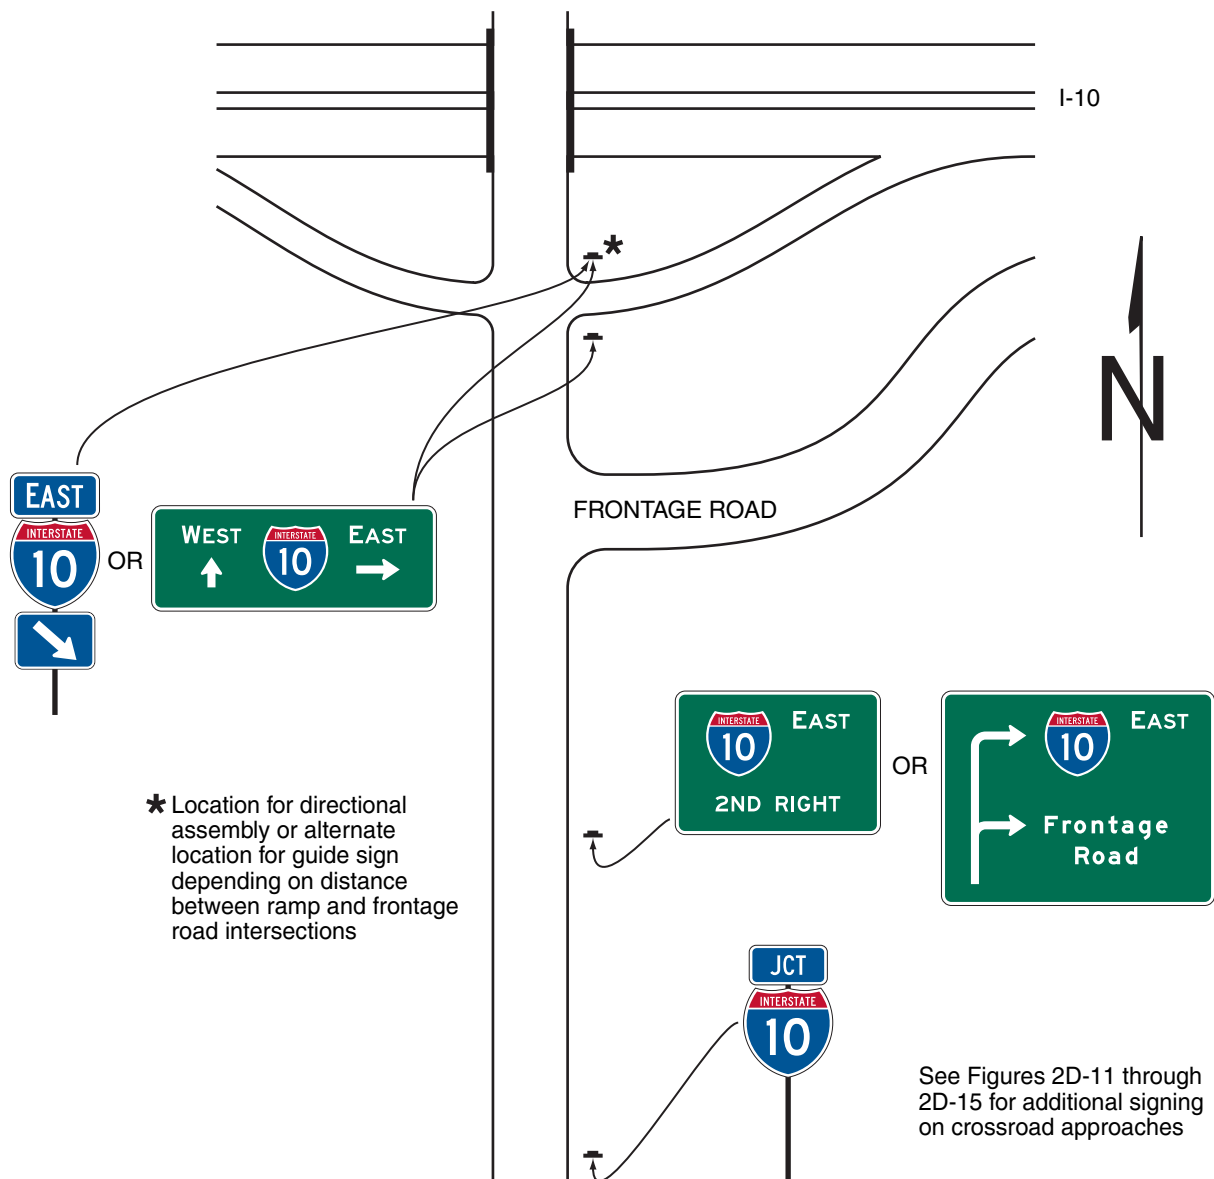 I-10
*
N
FRONTAGE ROAD
EAST
INTERSTATE
10
OR
WEST
INTERSTATE
10
EAST
INTERSTATE
10
EAST
2ND RIGHT
OR
INTERSTATE
10
EAST
Frontage
Road
* Location for directional
assembly or alternate
location for guide sign
depending on distance
between ramp and frontage
road intersections
JCT
INTERSTATE
10
See Figures 2D-11 through
2D-15 for additional signing
on crossroad approaches